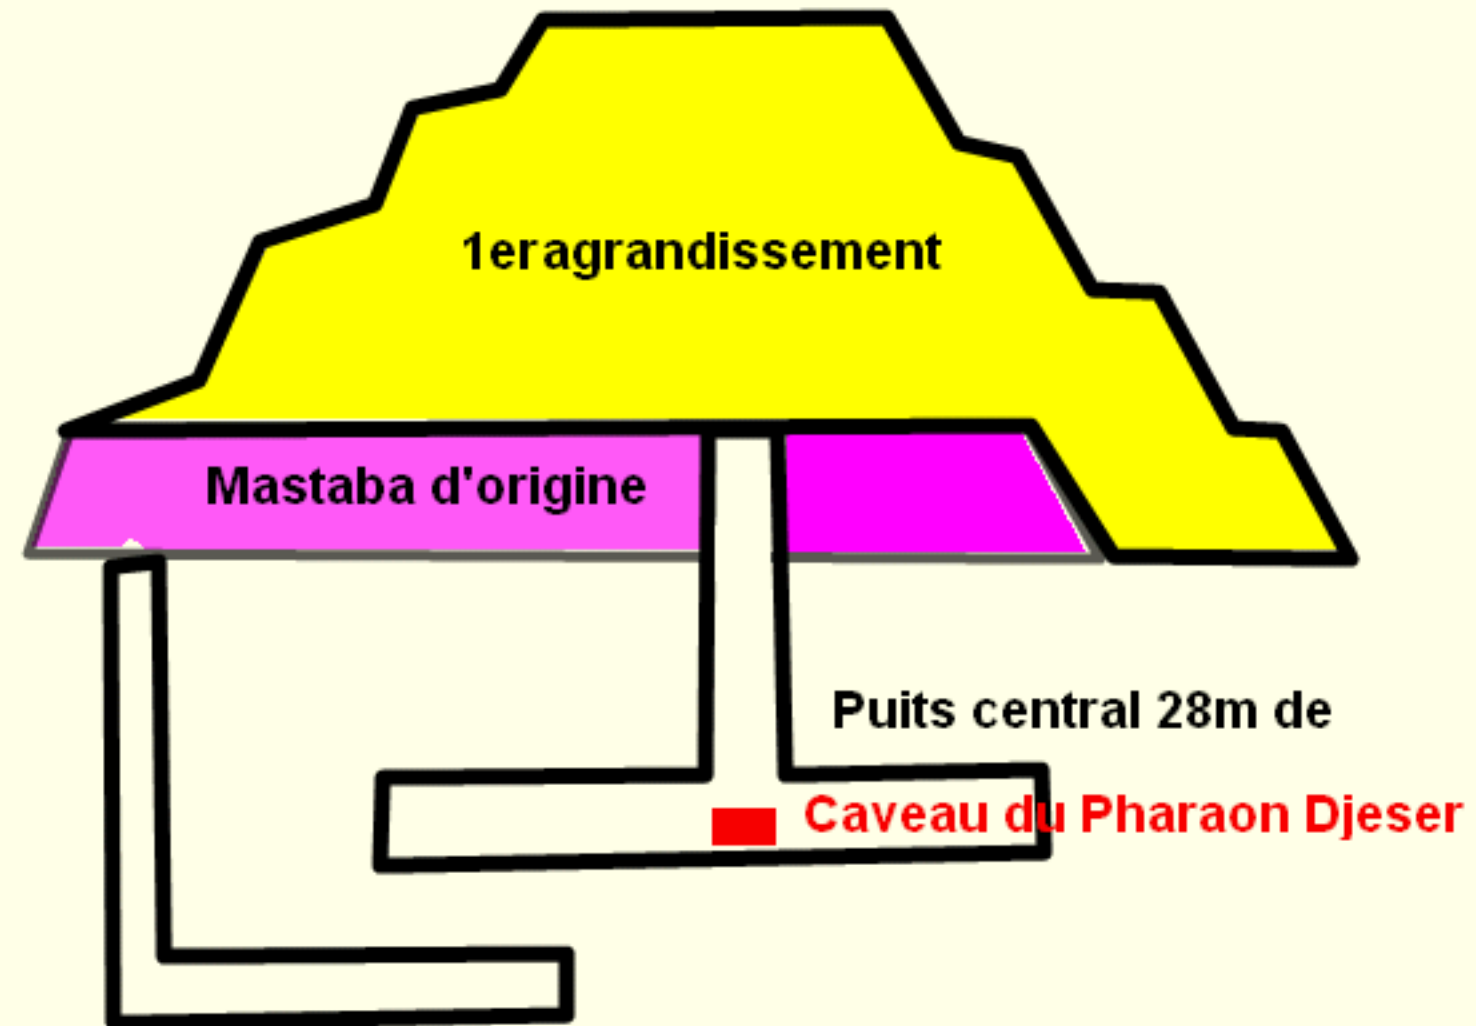 1eragrandissement
Mastaba d'origine
Puits central 28m de
Caveau du Pharaon Djeser